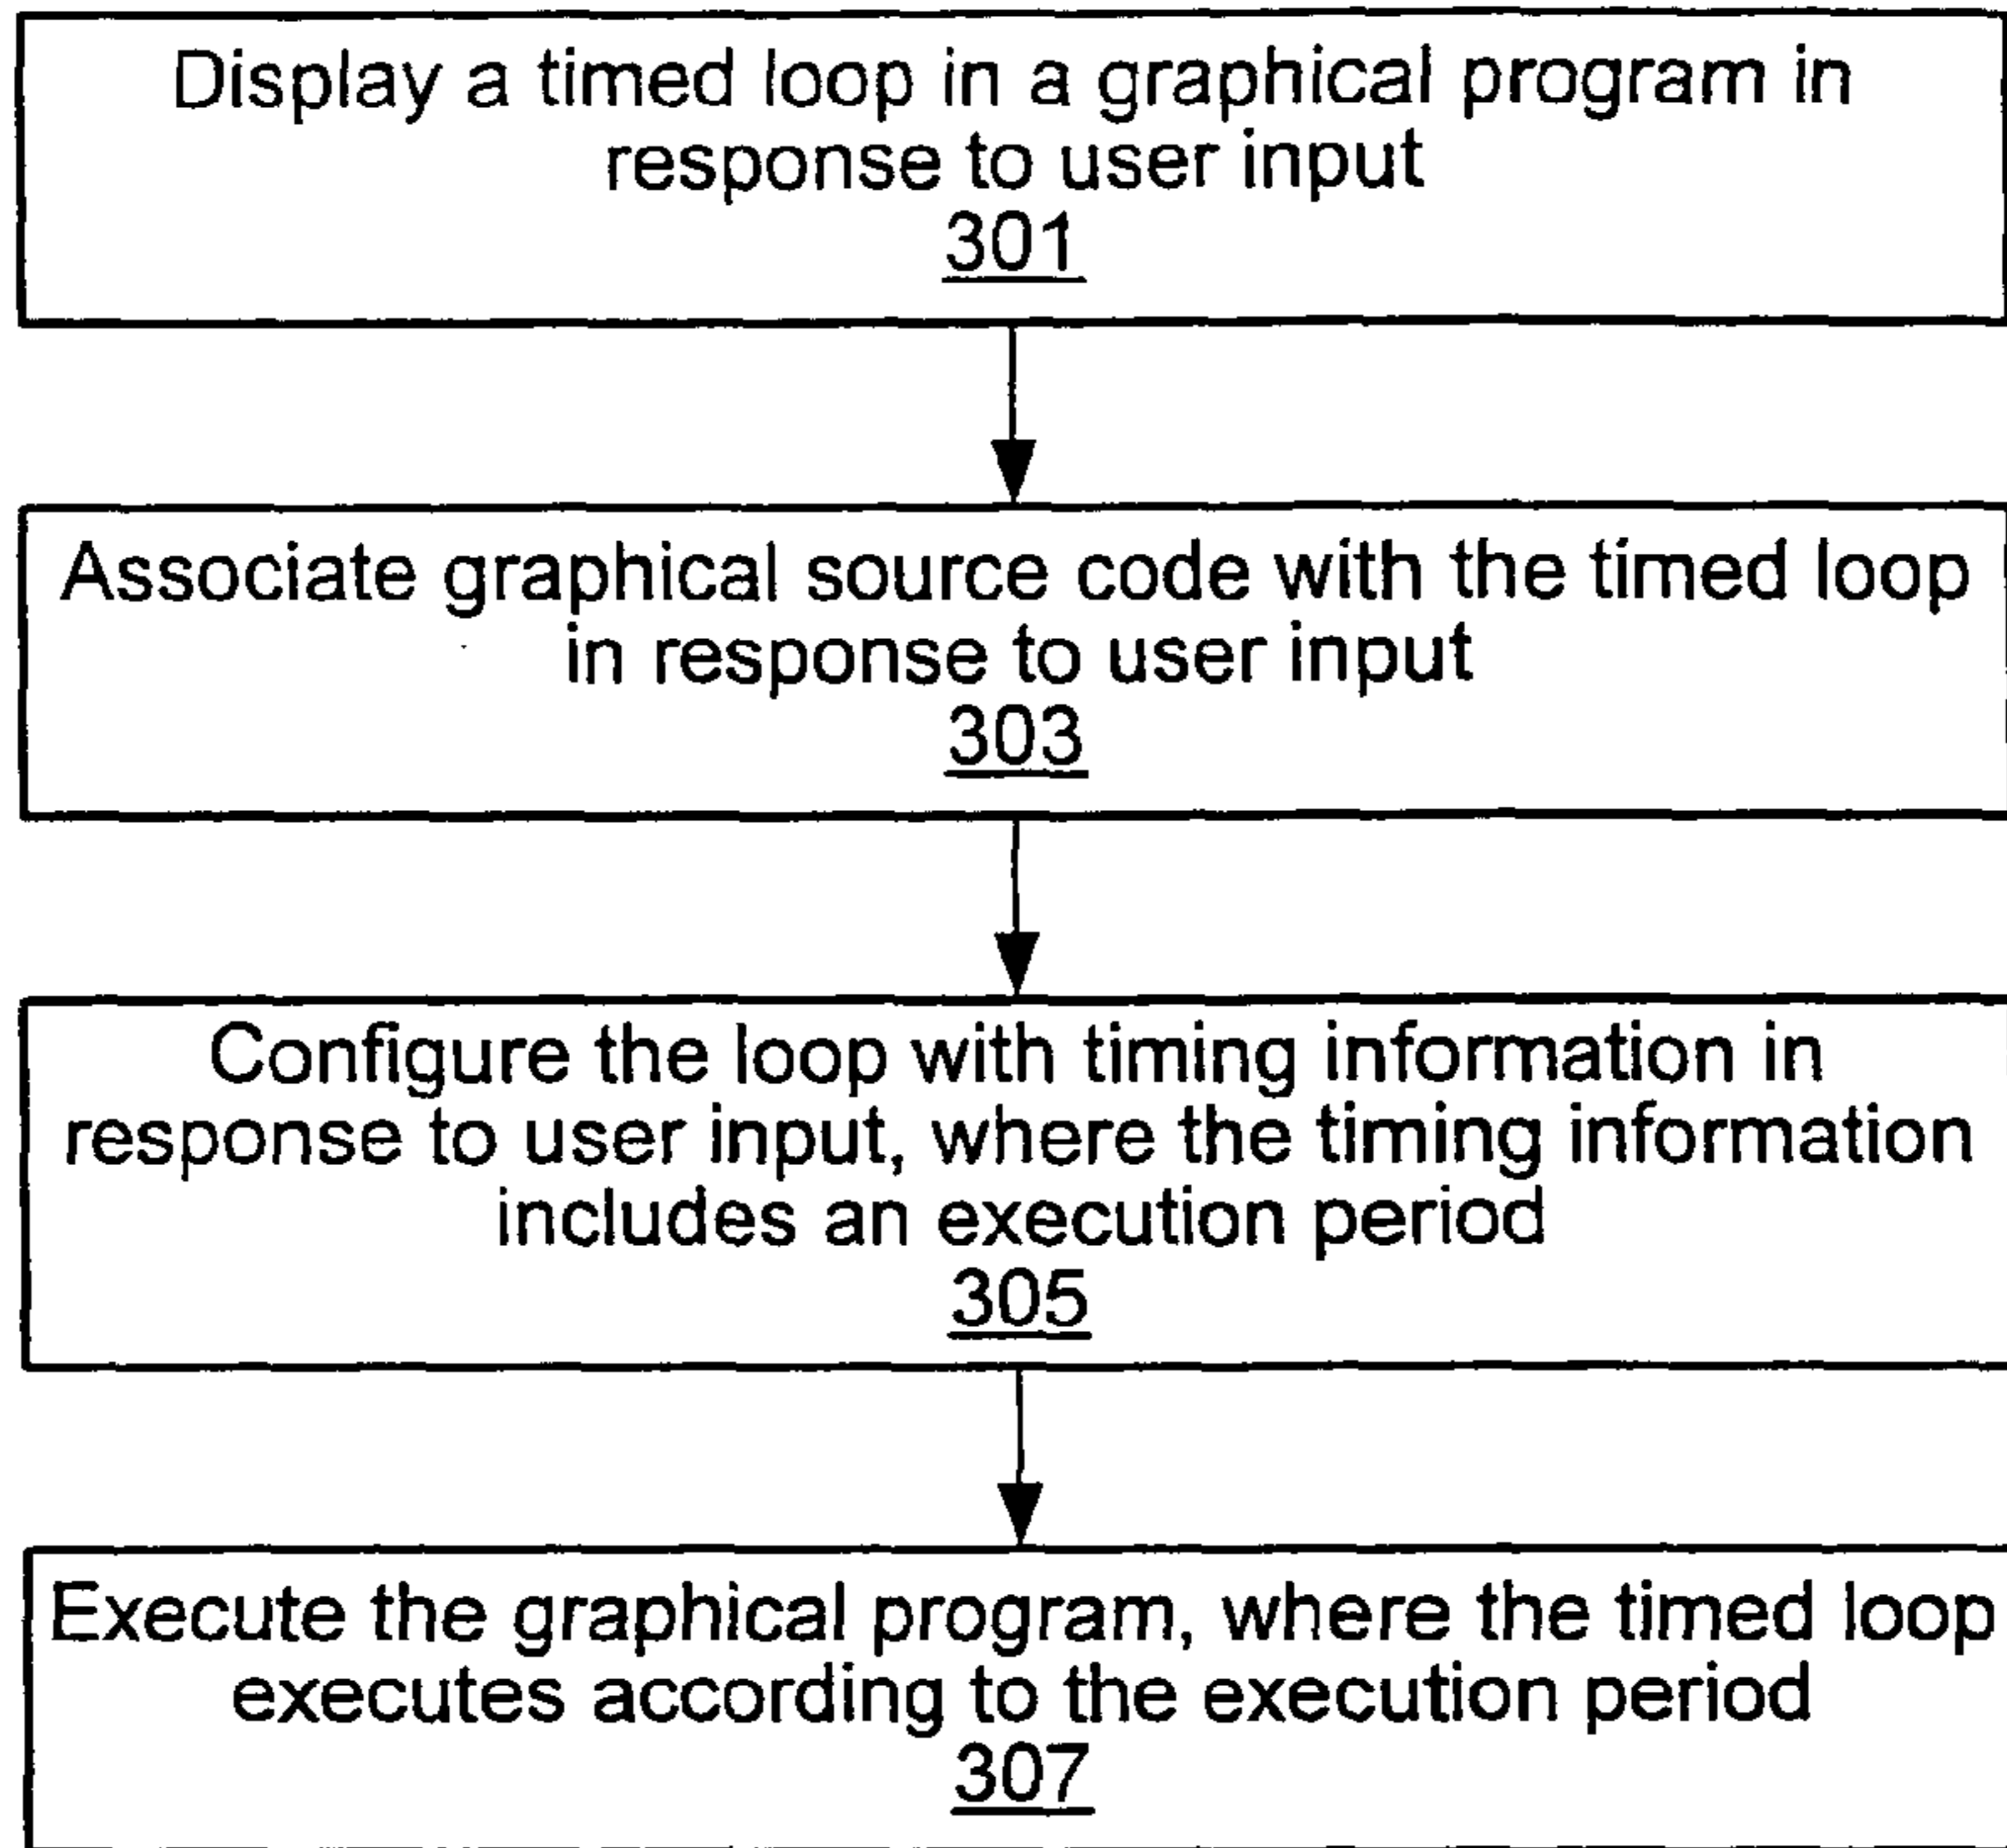 Display a timed loop in a graphical program in
response to user input
301
Associate graphical source code with the timed loop
in response to user input
303
Configure the loop with timing information in
response to user input, where the timing information
includes an execution period
305
Execute the graphical program, where the timed loop
executes according to the execution period
307